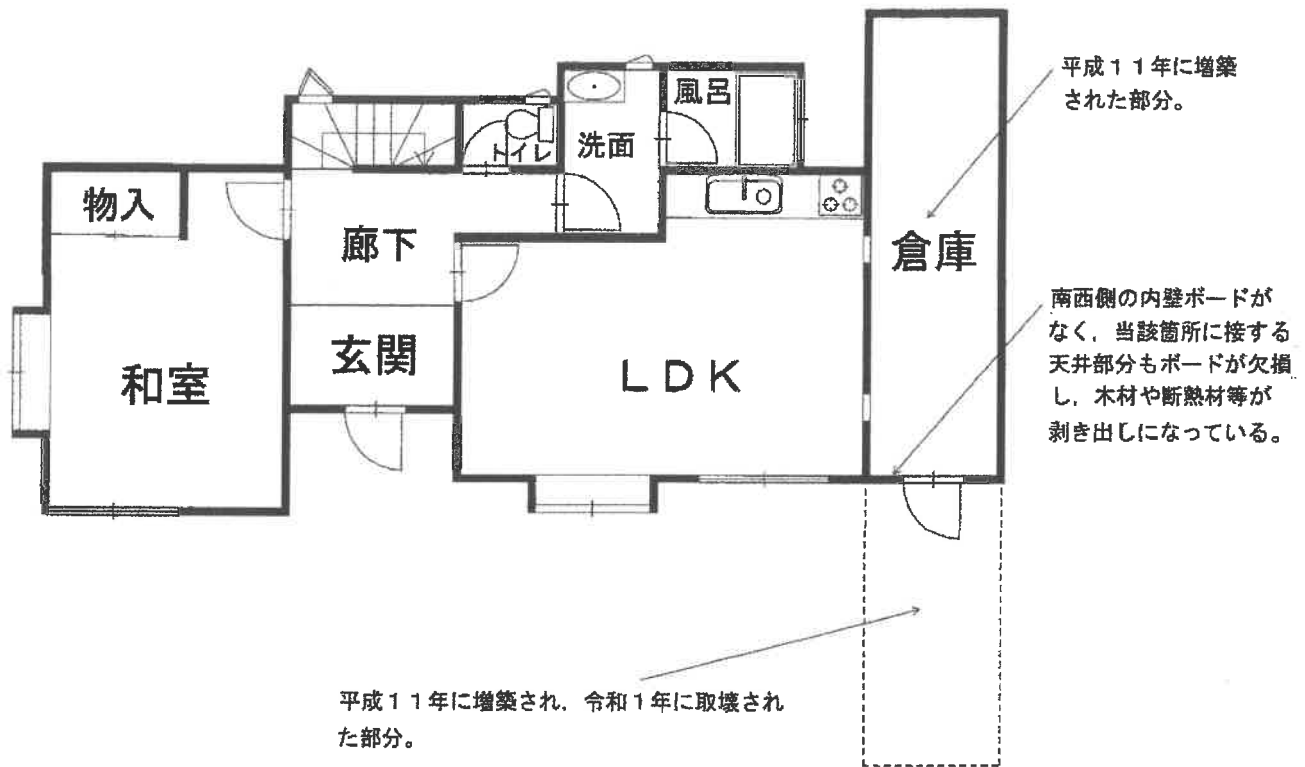 平成11年に増築
された部分。
風呂
洗面
トイレ
物入
廊下
倉庫
南西側の内壁ボードが
なく，当該箇所に接する
天井部分もボードが欠損
し，木材や断熱材等が
剥き出しになっている。
玄関
和室
LDK
平成11年に増築され，令和1年に取壊され
た部分。